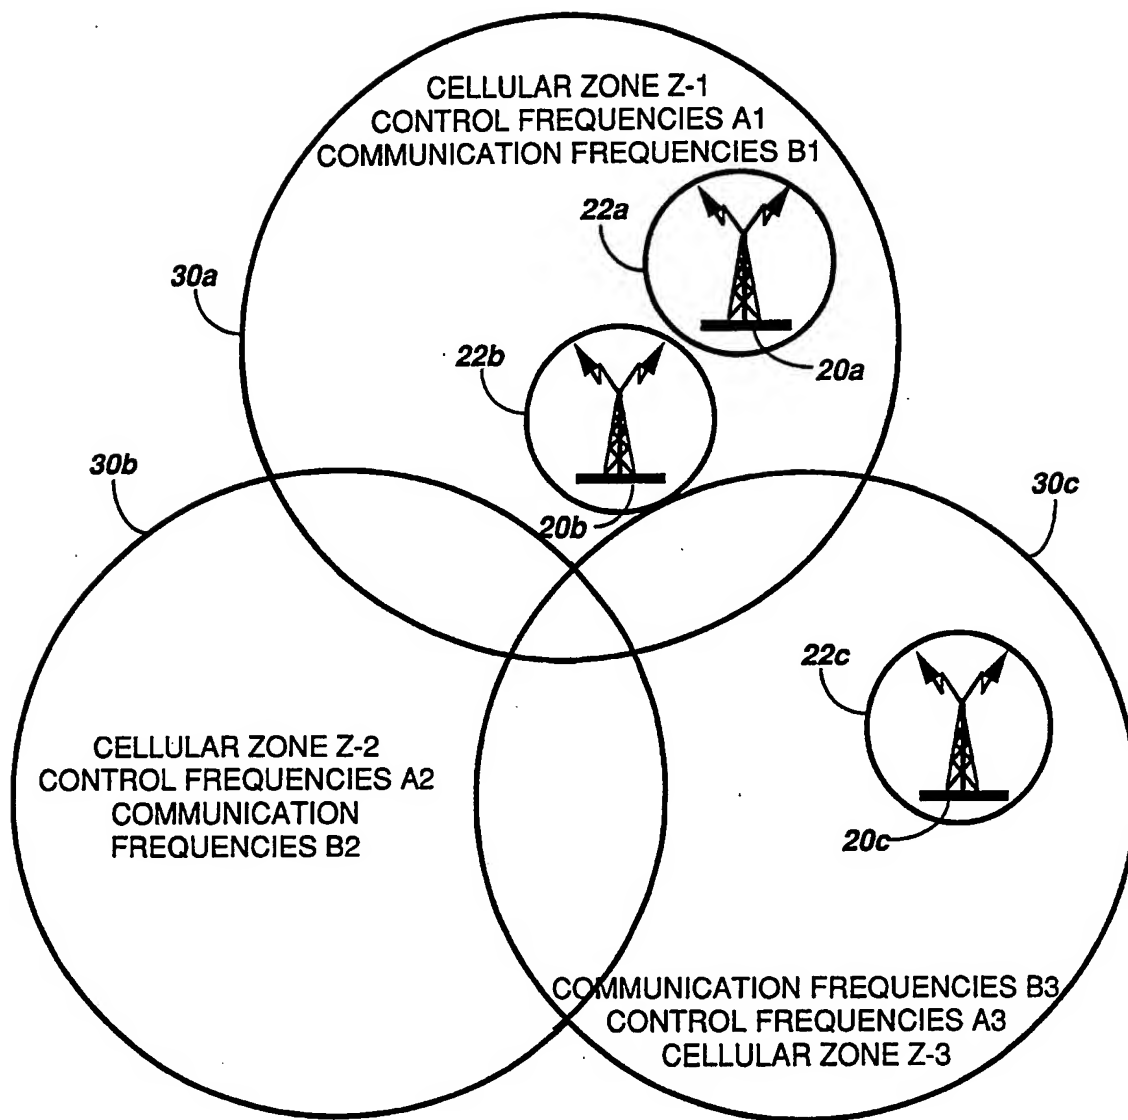 CELLULAR ZONE Z-1
CONTROL FREQUENCIES A1
COMMUNICATION FREQUENCIES B1
22a
30a
20a
22b
30b
30c
20b
22c
CELLULAR ZONE Z-2
CONTROL FREQUENCIES A2
COMMUNICATION
FREQUENCIES B2
20c
COMMUNICATION FREQUENCIES B3
CONTROL FREQUENCIES A3
CELLULAR ZONE Z-3